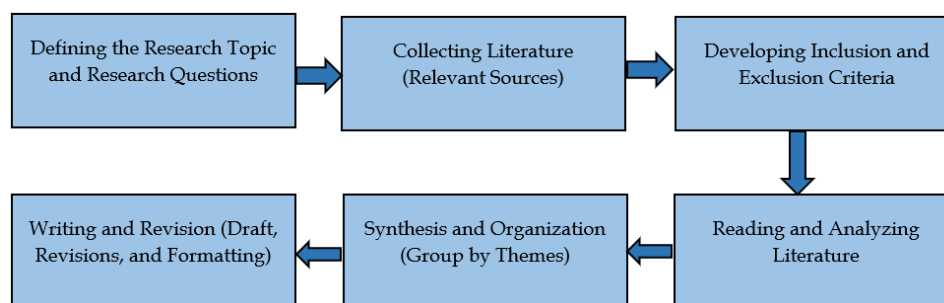 Defining the Research Topic
and Research Questions
Collecting Literature
(Relevant Sources)
Developing Inclusion and
Exclusion Criteria
Reading and Analyzing
Literature
Synthesis and Organization
(Group by Themes)
Writing and Revision (Draft,
Revisions, and Formatting)